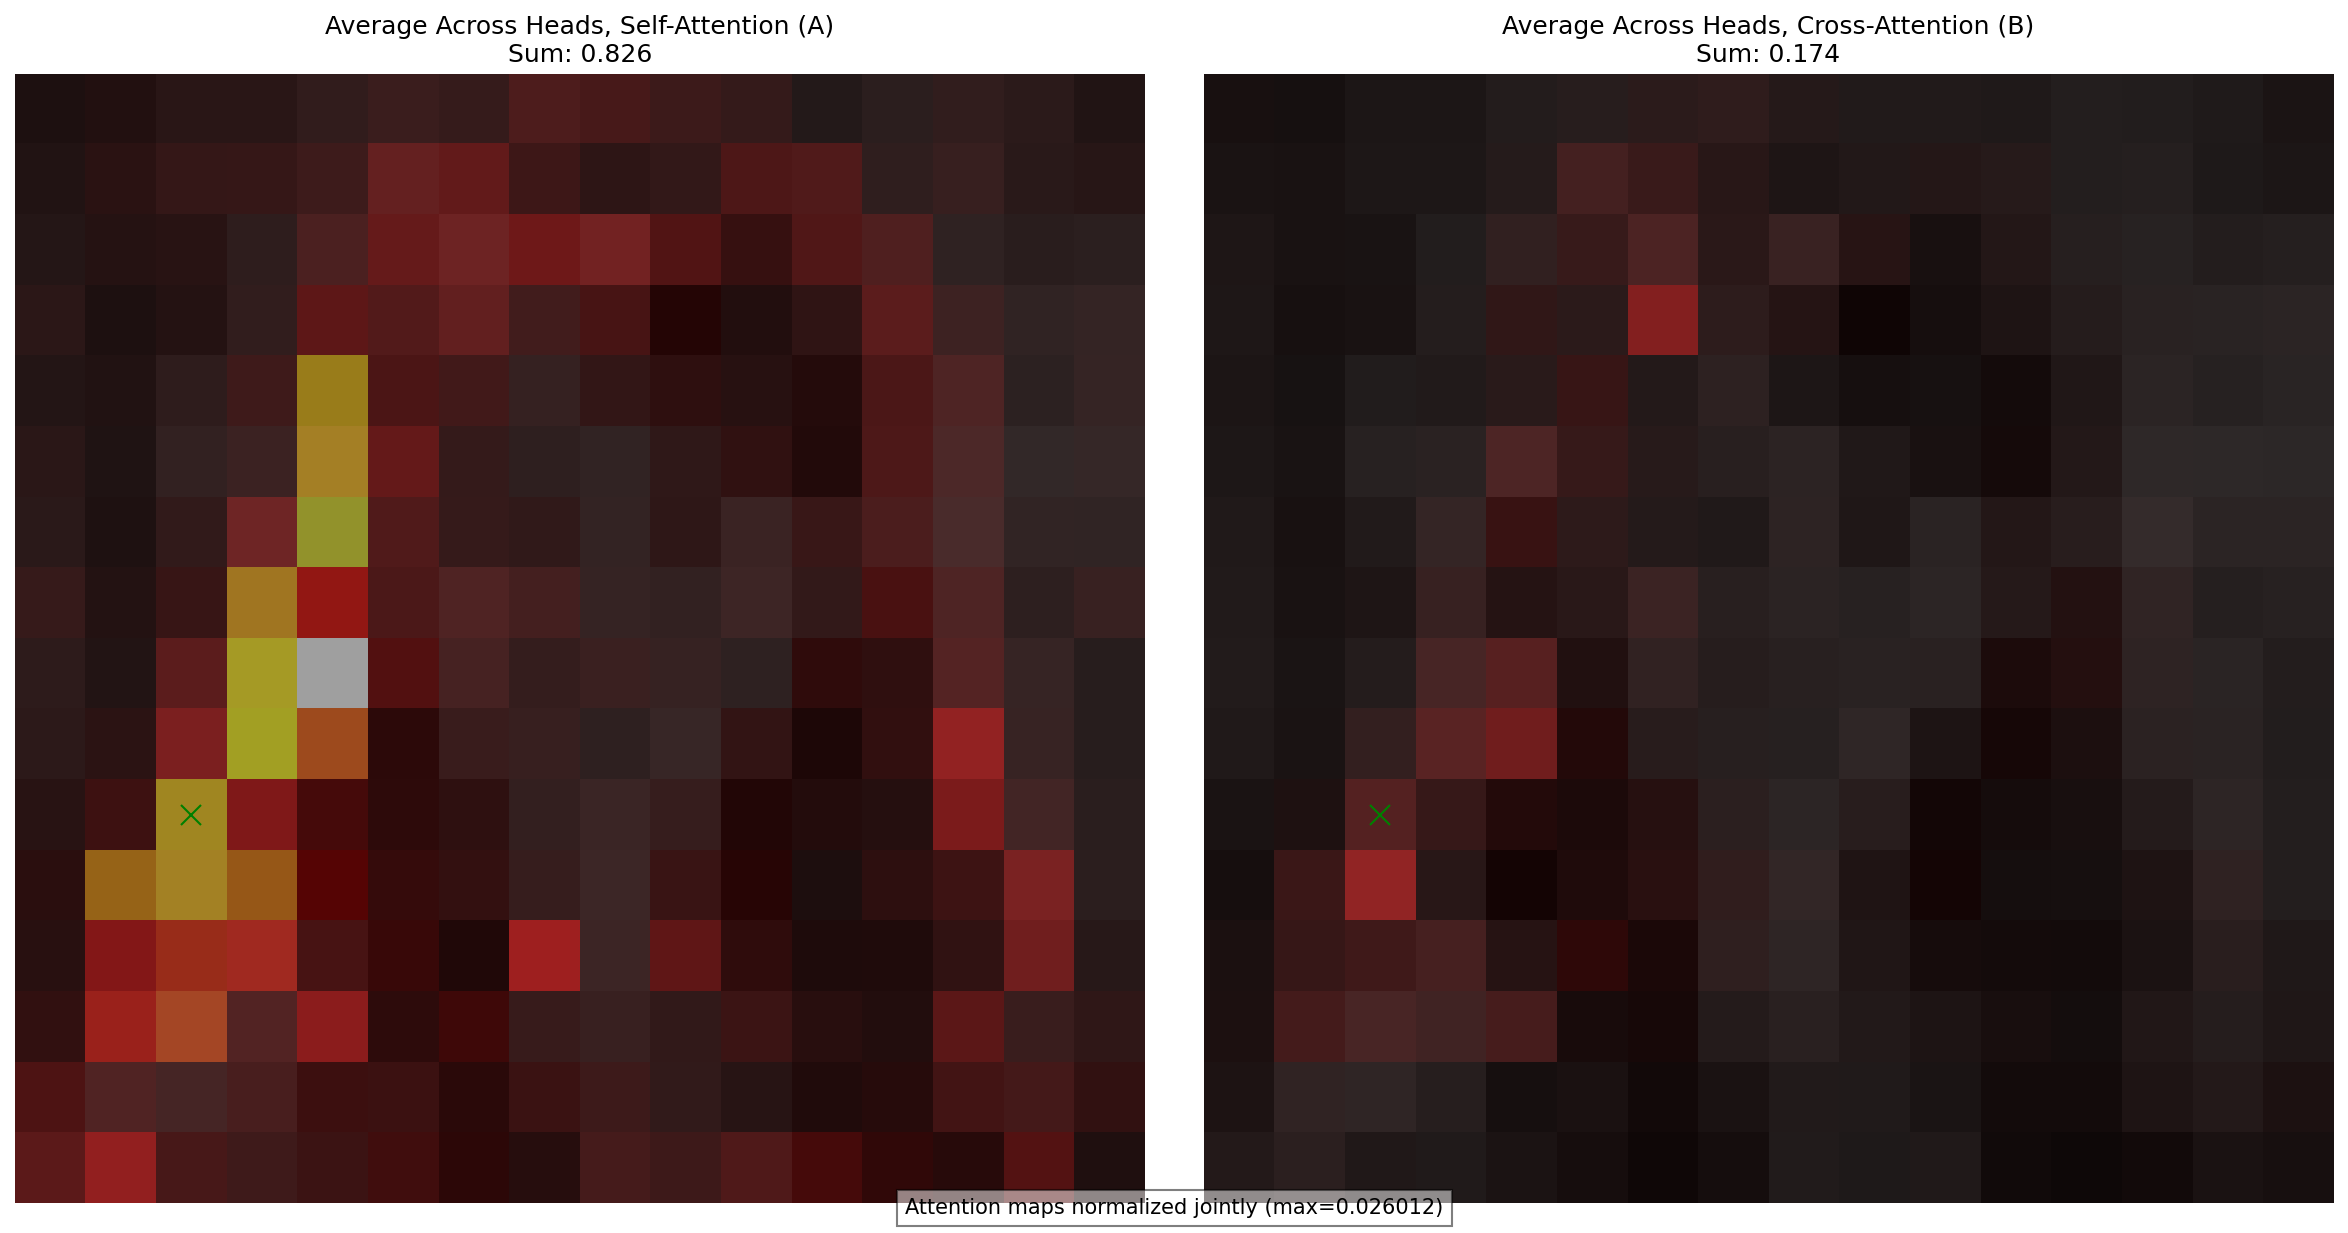 Average Across Heads, Self-Attention (A)
Sum: 0.826
Average Across Heads, Cross-Attention (B)
Sum: 0.174
Attention maps normalized jointly (max=0.026012)